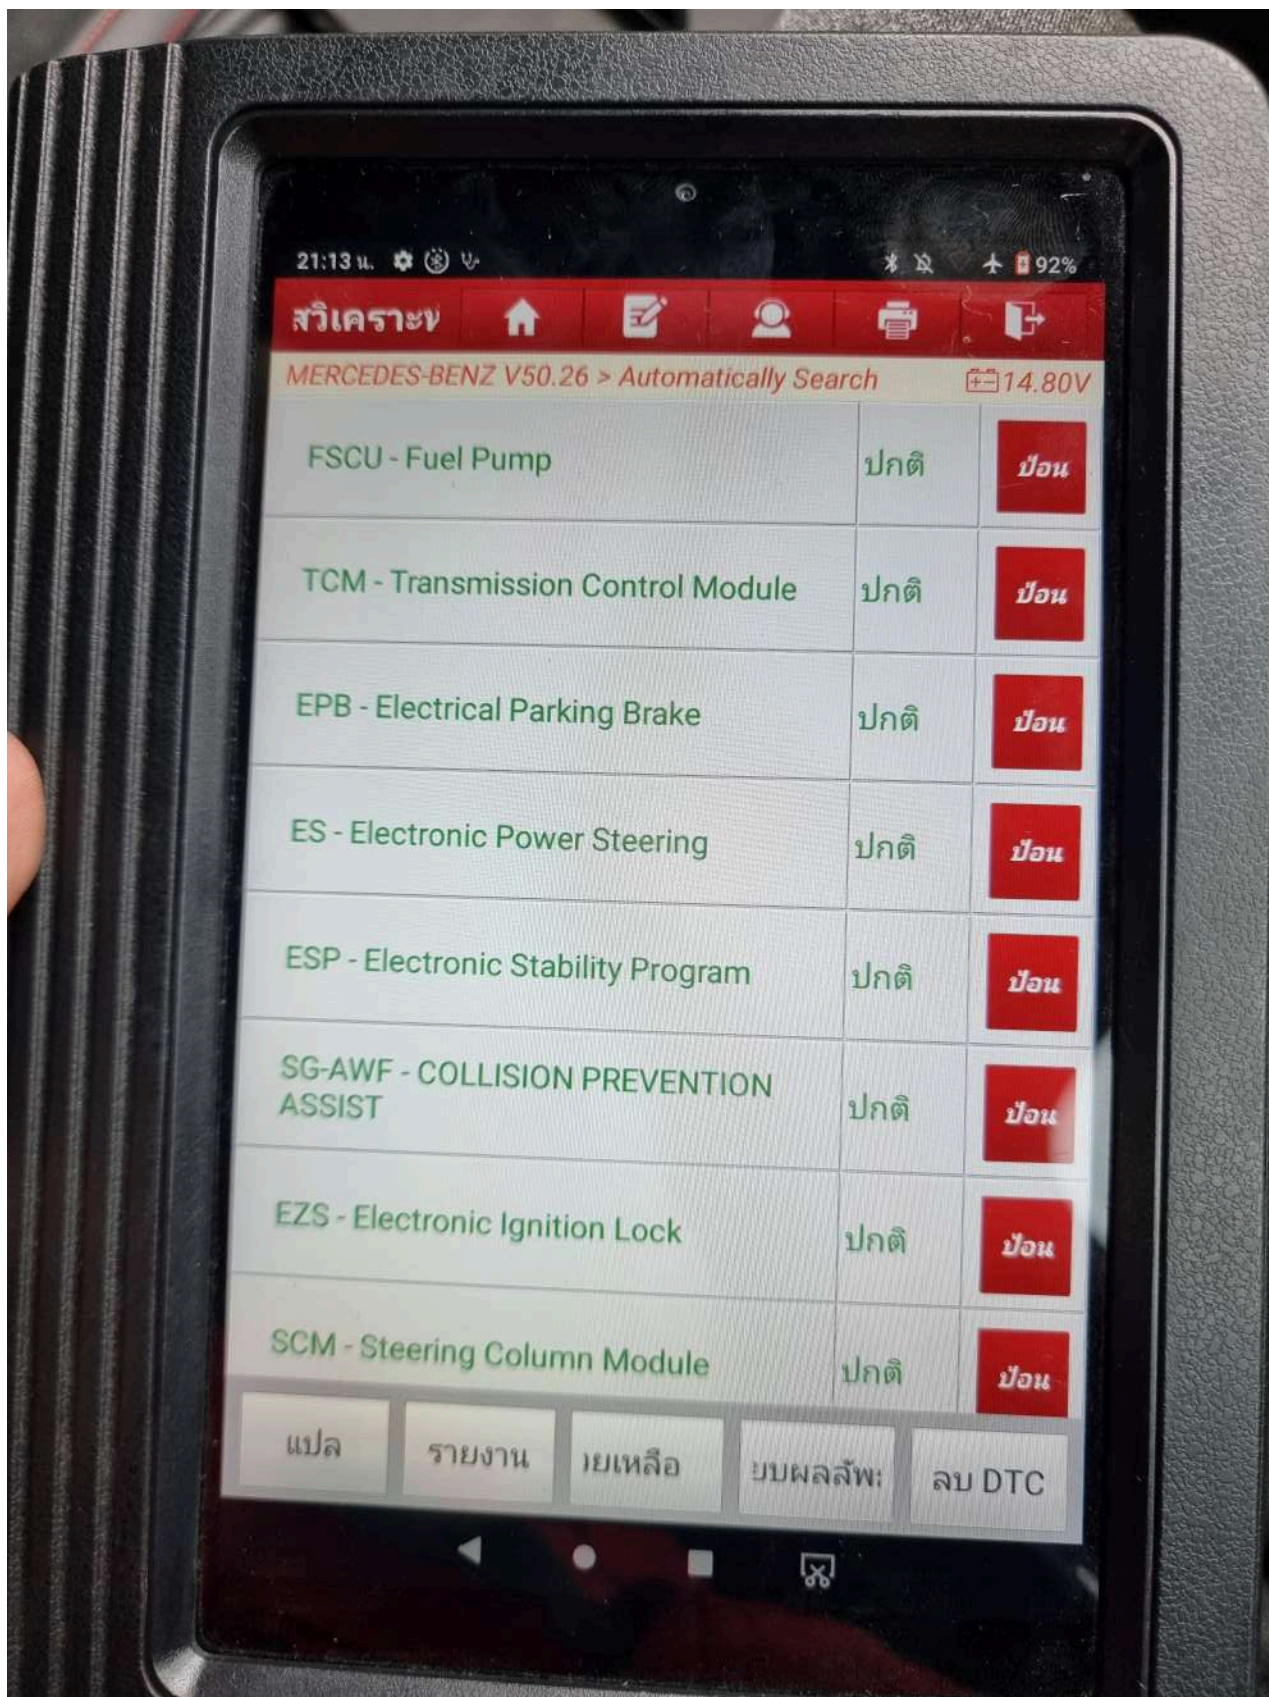 21:13 น.
92%
สวิเคราะห
MERCEDES-BENZ V50.26 > Automatically Search
14.80V
FSCU - Fuel Pump ปกติ ป้อน
TCM - Transmission Control Module ปกติ ป้อน
EPB - Electrical Parking Brake ปกติ ป้อน
ES - Electronic Power Steering ปกติ ป้อน
ESP - Electronic Stability Program ปกติ ป้อน
SG-AWF - COLLISION PREVENTION
ASSIST ปกติ ป้อน
EZS - Electronic Ignition Lock ปกติ ป้อน
SCM - Steering Column Module ปกติ ป้อน
แปล รายงาน วยเหลือ ยบผลลัพ ลบ DTC